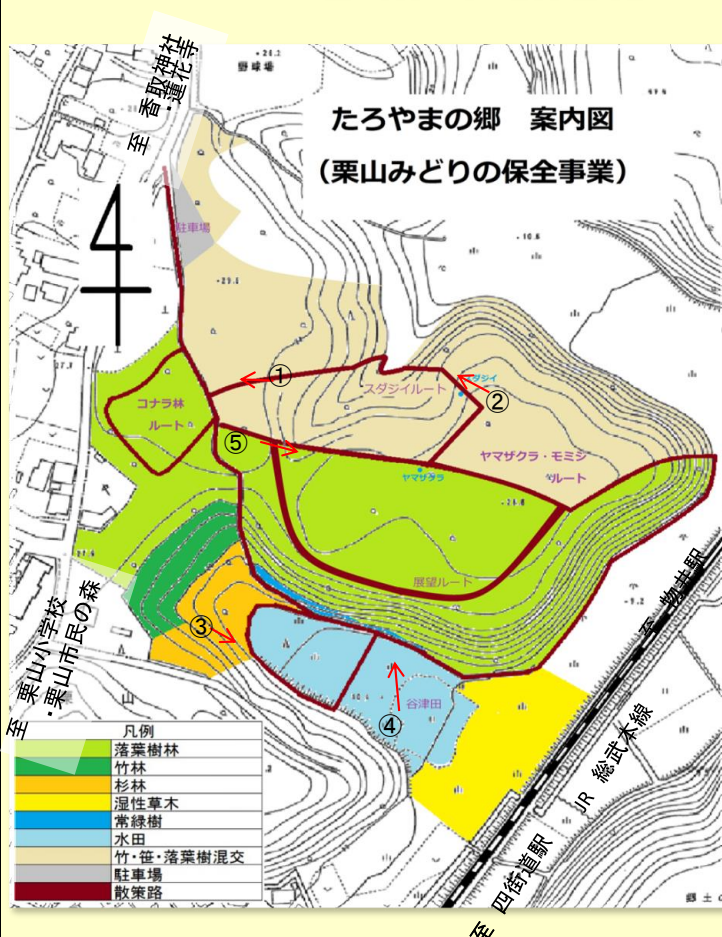 至 香取神社
・蓮花寺
野球場
たろやまの郷 案内図
(栗山みどりの保全事業)
駐車場
①
スダジイルート
ダジイ
②
コナラ林
ルート
⑤
ヤマザクラ・モミジ
ルート
ヤマザクラ
展望ルート
至 物井駅
③
谷津田
④
至 栗山小学校
・栗山市民の森
山
JR 総武本線
至 四街道駅
凡例
落葉樹林
竹林
杉林
湿性草木
常緑樹
水田
竹・笹・落葉樹混交
駐車場
散策路
郷土の